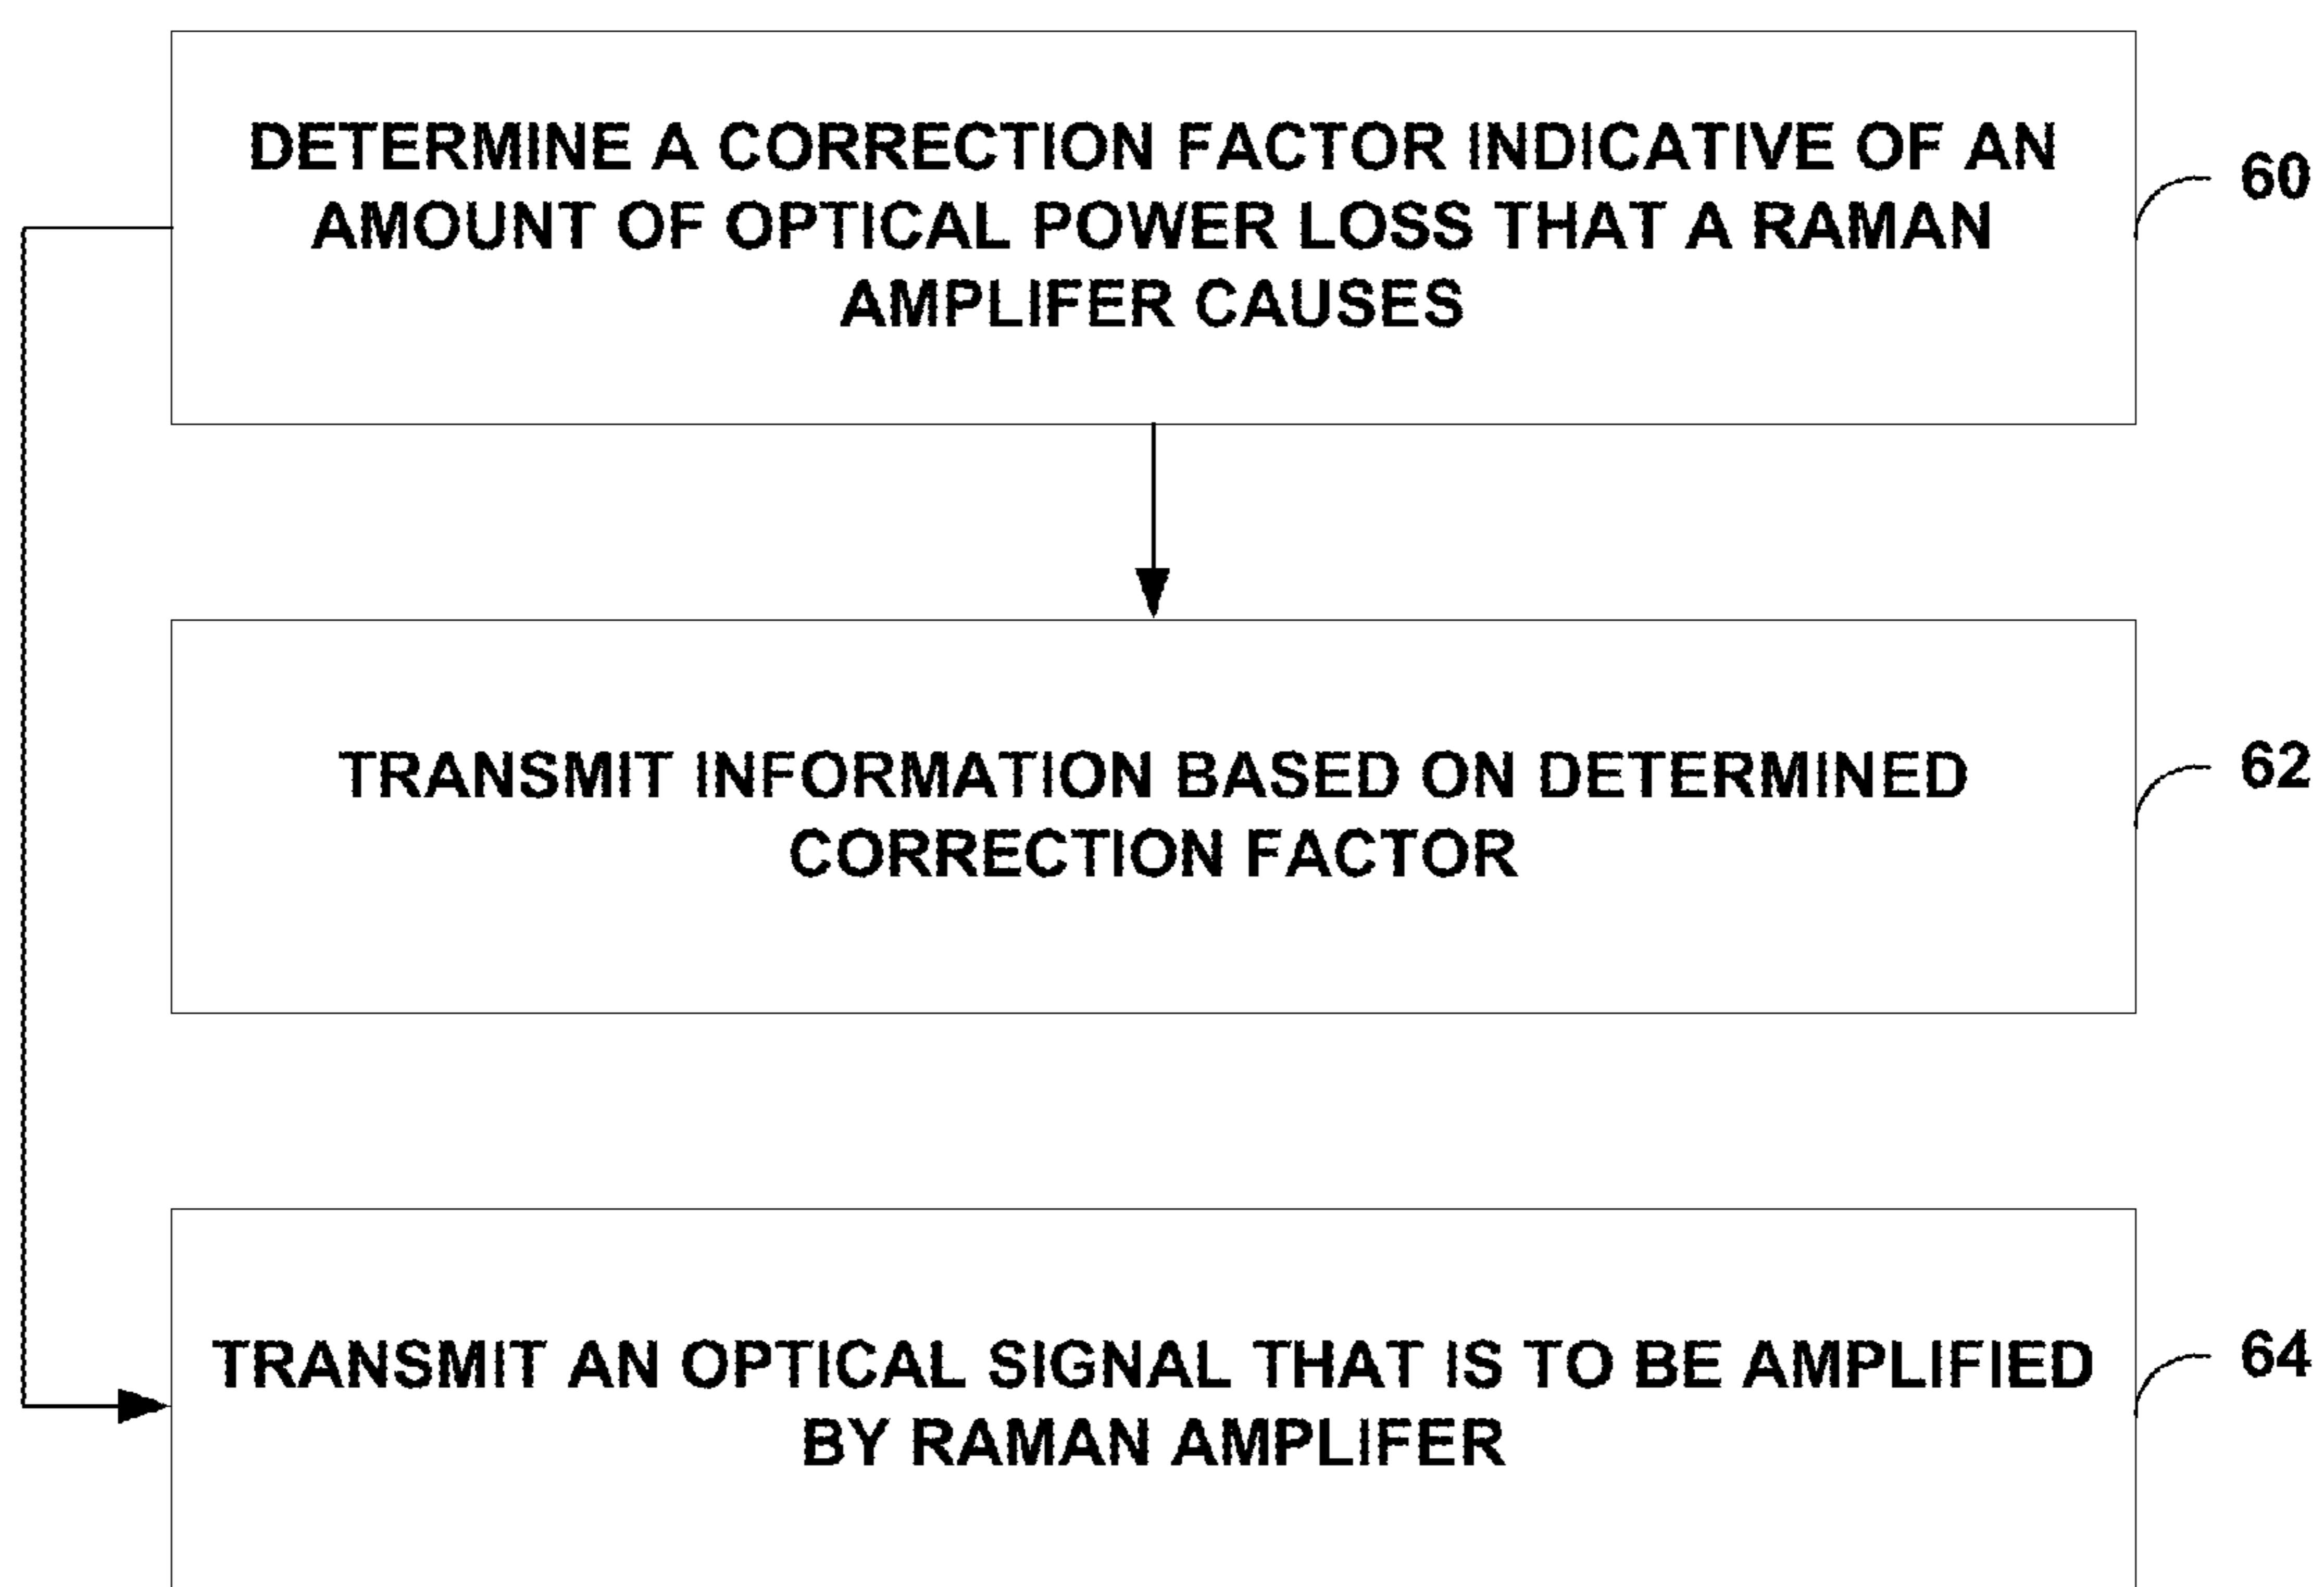 DETERMINE A CORRECTION FACTOR INDICATIVE OF AN
AMOUNT OF OPTICAL POWER LOSS THAT A RAMAN
AMPLIFER CAUSES
60
TRANSMIT INFORMATION BASED ON DETERMINED
CORRECTION FACTOR
62
TRANSMIT AN OPTICAL SIGNAL THAT IS TO BE AMPLIFIED
BY RAMAN AMPLIFER
64